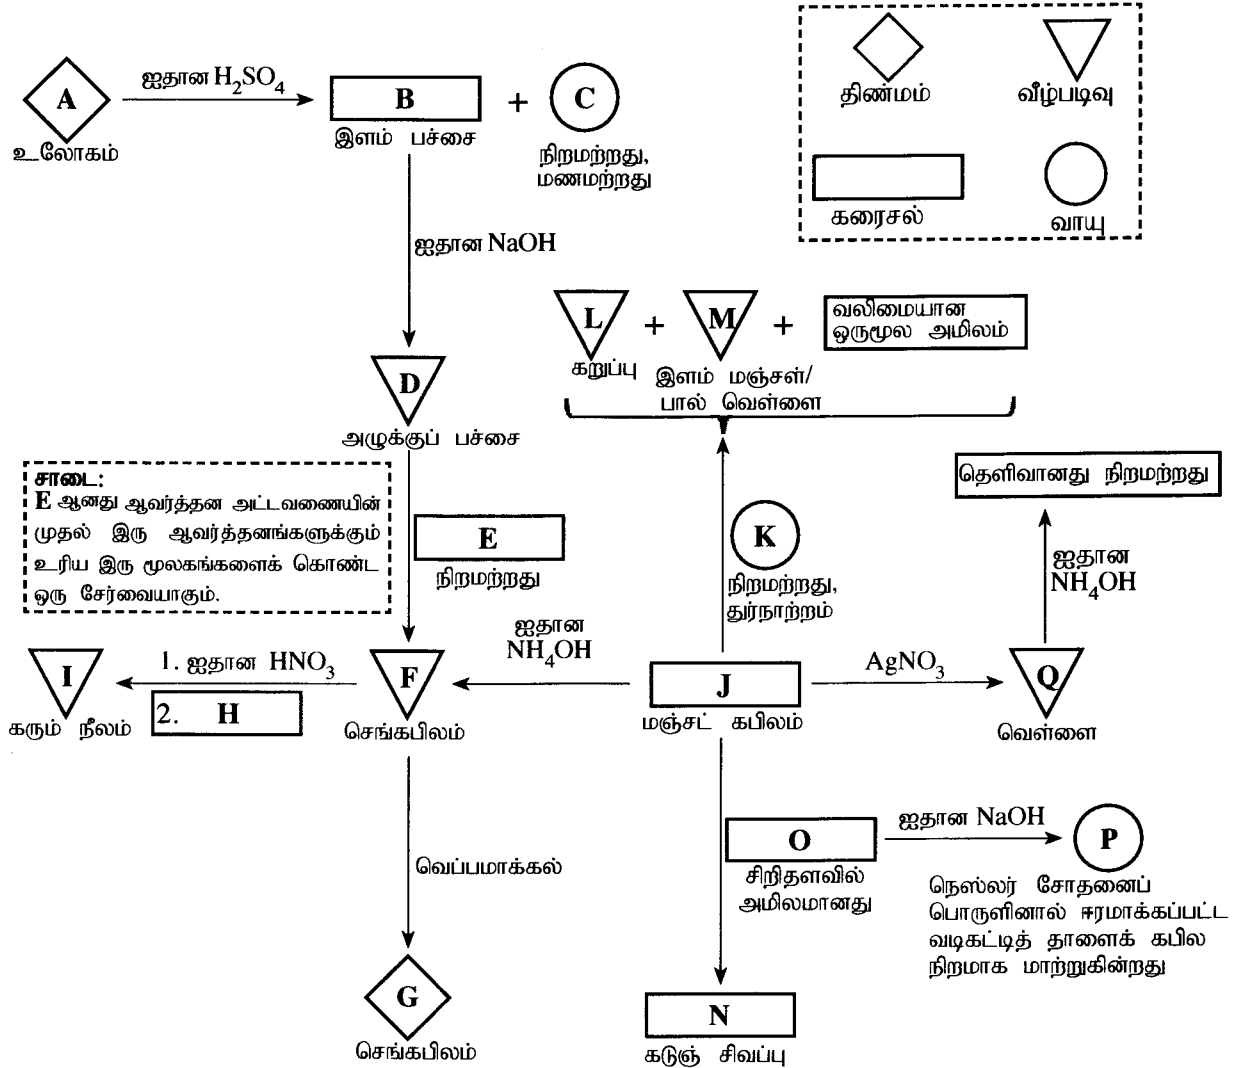 ஐதான H2SO4
A
உலோகம்
B
இளம் பச்சை
+
C
நிறமற்றது,
மணமற்றது
திண்மம்
வீழ்படிவு
கரைசல்
வாயு
ஐதான NaOH
L
கறுப்பு
+
M
இளம் மஞ்சள்/
பால் வெள்ளை
+
வலிமையான
ஒருமூல அமிலம்
D
அழுக்குப் பச்சை
சாடை:
E ஆனது ஆவர்த்தன அட்டவணையின்
முதல் இரு ஆவர்த்தனங்களுக்கும்
உரிய இரு மூலகங்களைக் கொண்ட
ஒரு சேர்வையாகும்.
E
நிறமற்றது
K
நிறமற்றது,
துர்நாற்றம்
தெளிவானது நிறமற்றது
ஐதான
NH4OH
I
கரும் நீலம்
1. ஐதான HNO3
2. H
F
செங்கபிலம்
ஐதான
NH4OH
J
மஞ்சட் கபிலம்
AgNO3
Q
வெள்ளை
வெப்பமாக்கல்
O
சிறிதளவில்
அமிலமானது
ஐதான NaOH
P
நெஸ்லர் சோதனைப்
பொருளினால் ஈரமாக்கப்பட்ட
வடிகட்டித் தாளைக் கபில
நிறமாக மாற்றுகின்றது
G
செங்கபிலம்
N
கடுஞ் சிவப்பு